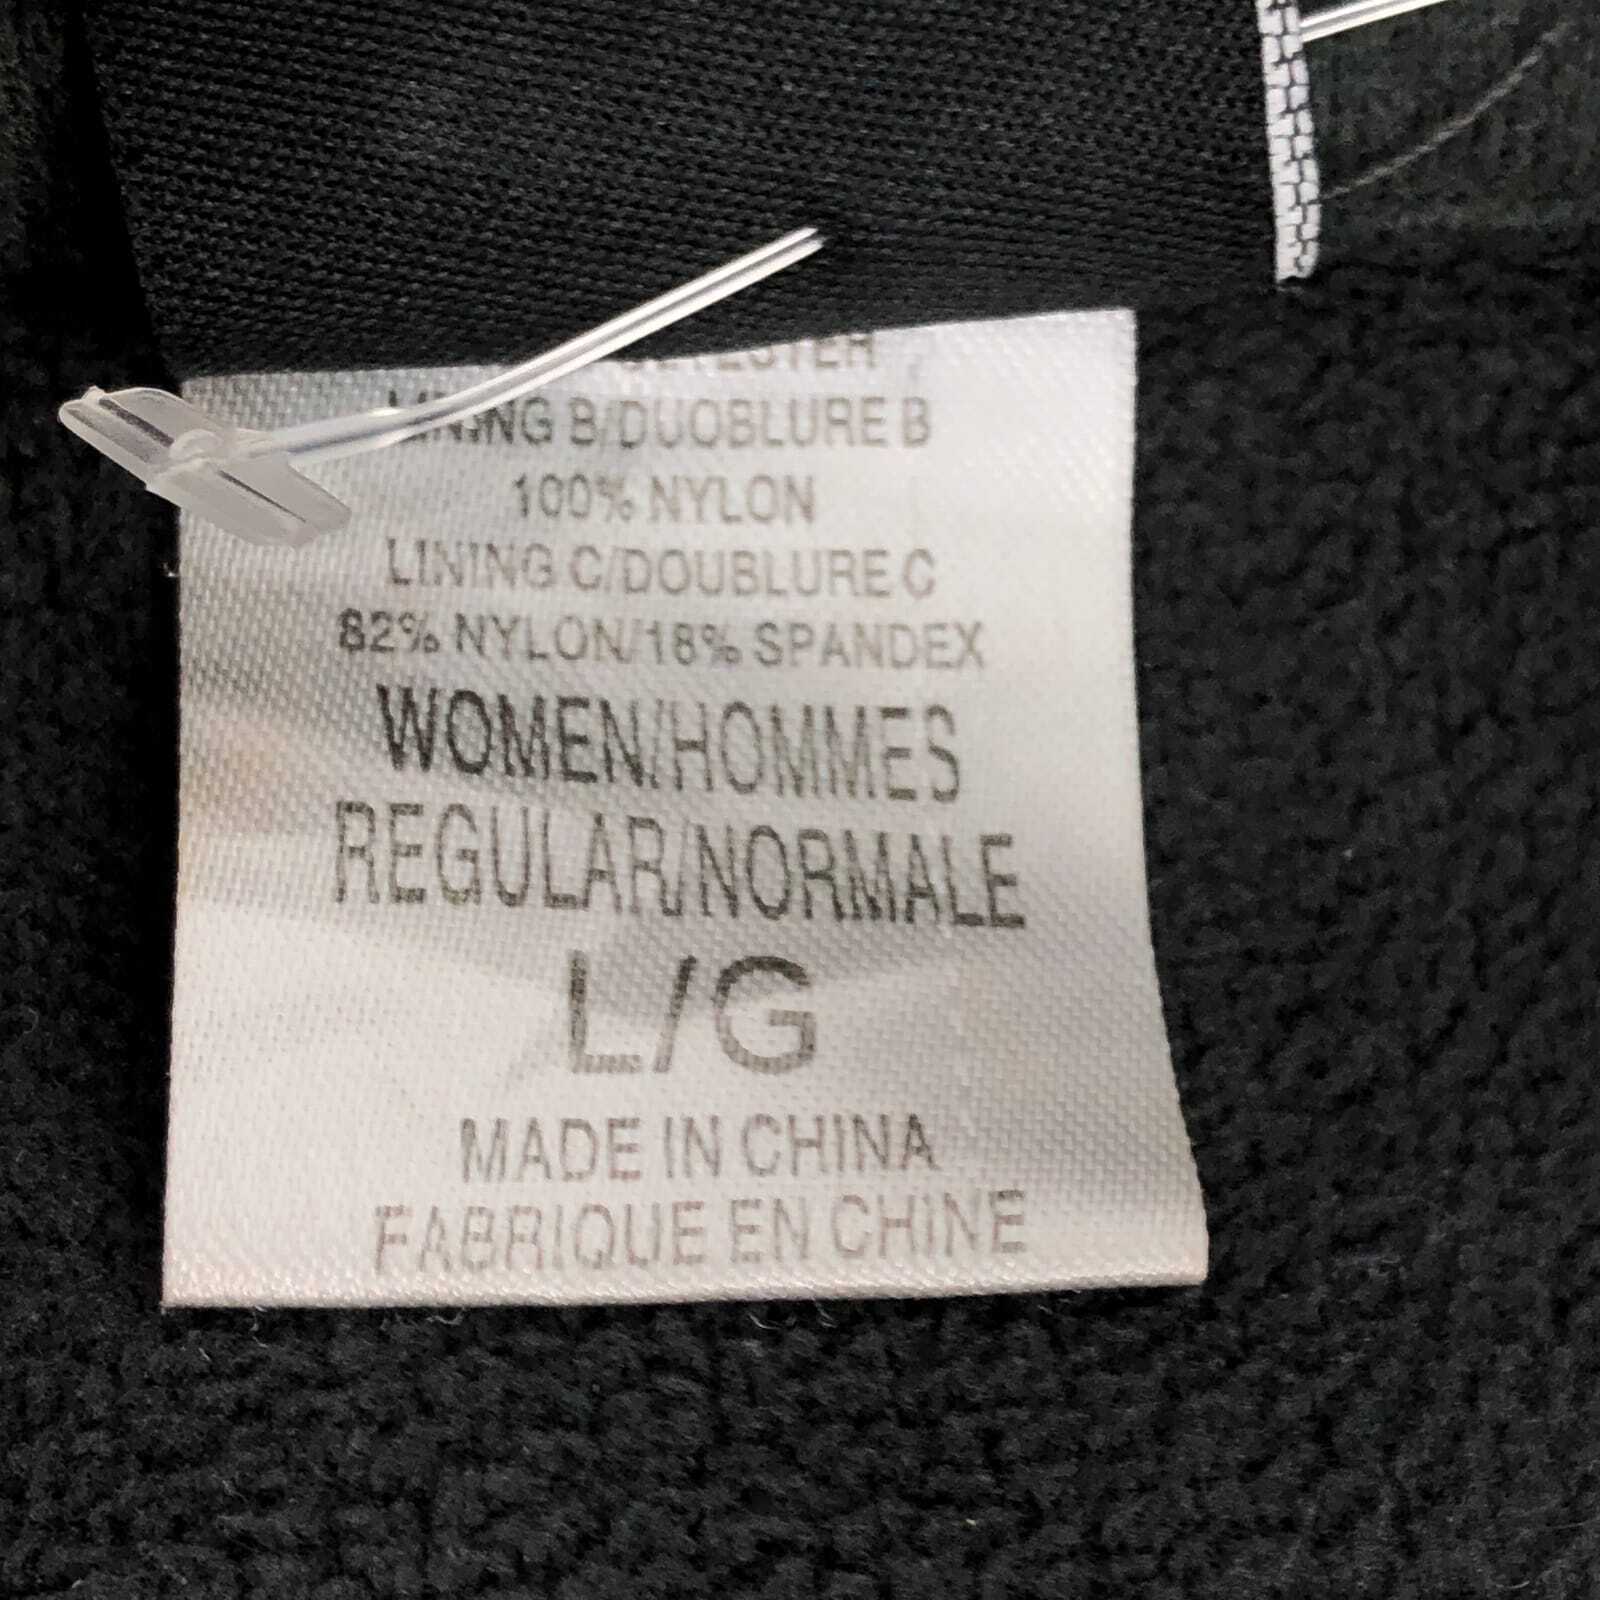 LINING B/DUOBLURE B
100% NYLON
LINING C/DOUBLURE C
82% NYLON/18% SPANDEX
WOMEN/HOMMES
REGULAR/NORMALE
L/G
MADE IN CHINA
FABRIQUE EN CHINE